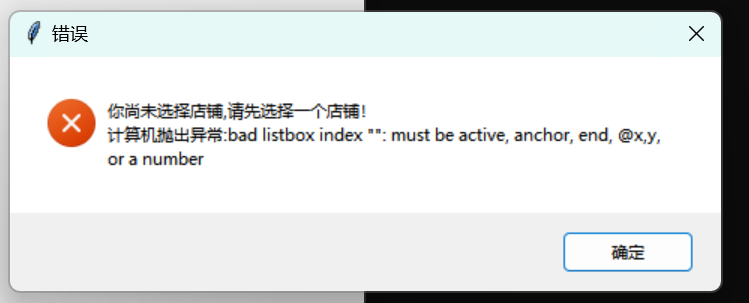 错误
你尚未选择店铺,请先选择一个店铺!
计算机抛出异常:bad listbox index "": must be active, anchor, end, @x,y,
or a number
确定